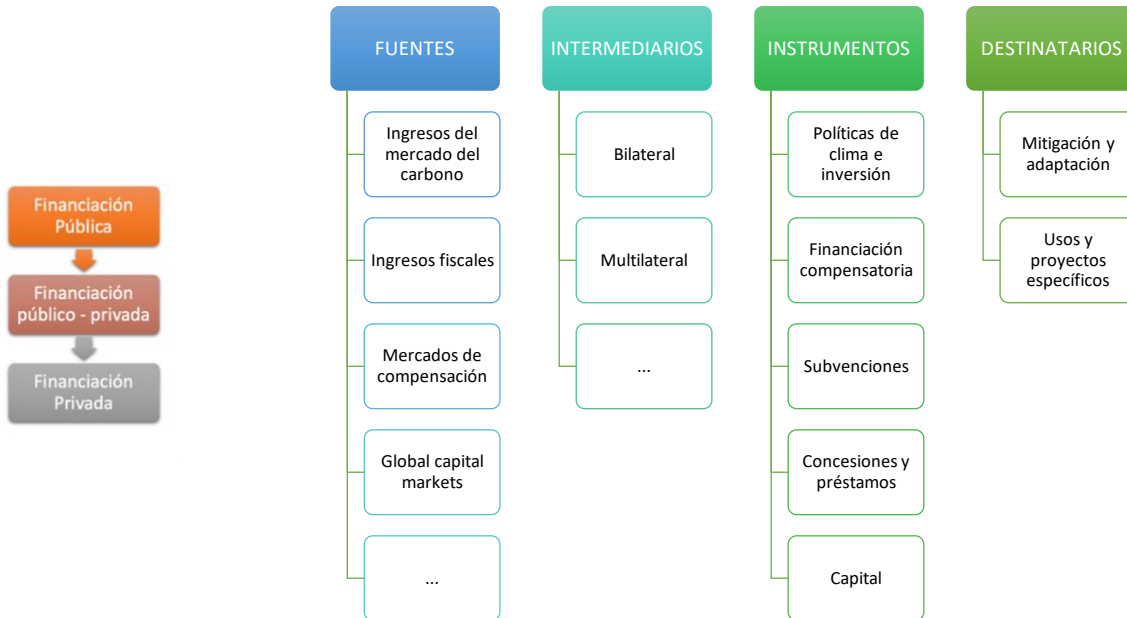 Financiación
Pública
Financiación
público - privada
Financiación
Privada
FUENTES
Ingresos del
mercado del
carbono
Ingresos fiscales
Mercados de
compensación
Global capital
markets
...
INTERMEDIARIOS
Bilateral
Multilateral
...
INSTRUMENTOS
Políticas de
clima e
inversión
Financiación
compensatoria
Subvenciones
Concesiones y
préstamos
Capital
DESTINATARIOS
Mitigación y
adaptación
Usos y
proyectos
específicos